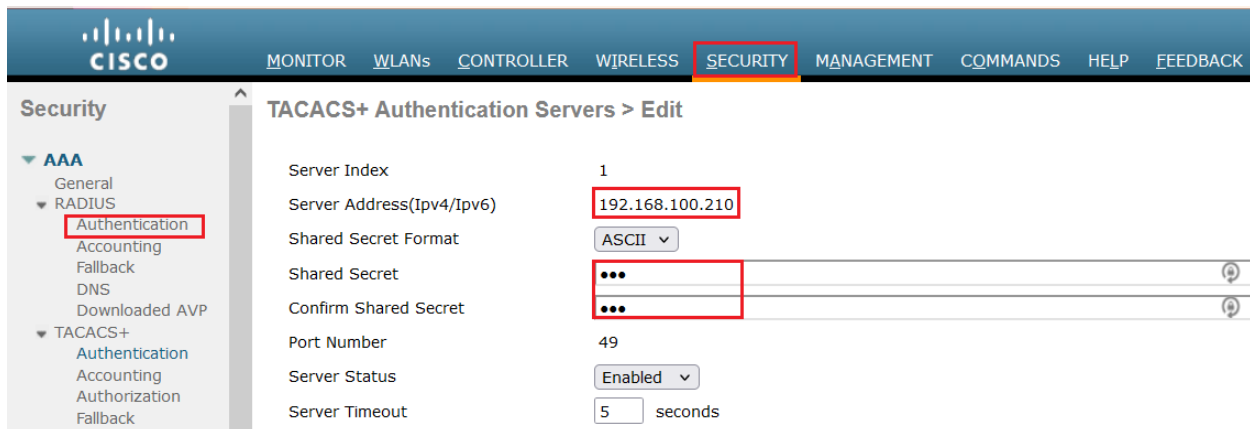 CISCO
MONITOR WLANs CONTROLLER WIRELESS SECURITY MANAGEMENT COMMANDS HELP FEEDBACK
Security
AAA
General
RADIUS
Authentication
Accounting
Fallback
DNS
Downloaded AVP
TACACS+
Authentication
Accounting
Authorization
Fallback
TACACS+ Authentication Servers > Edit
Server Index 1
Server Address(Ipv4/Ipv6) 192.168.100.210
Shared Secret Format ASCII
Shared Secret •••
Confirm Shared Secret •••
Port Number 49
Server Status Enabled
Server Timeout 5 seconds